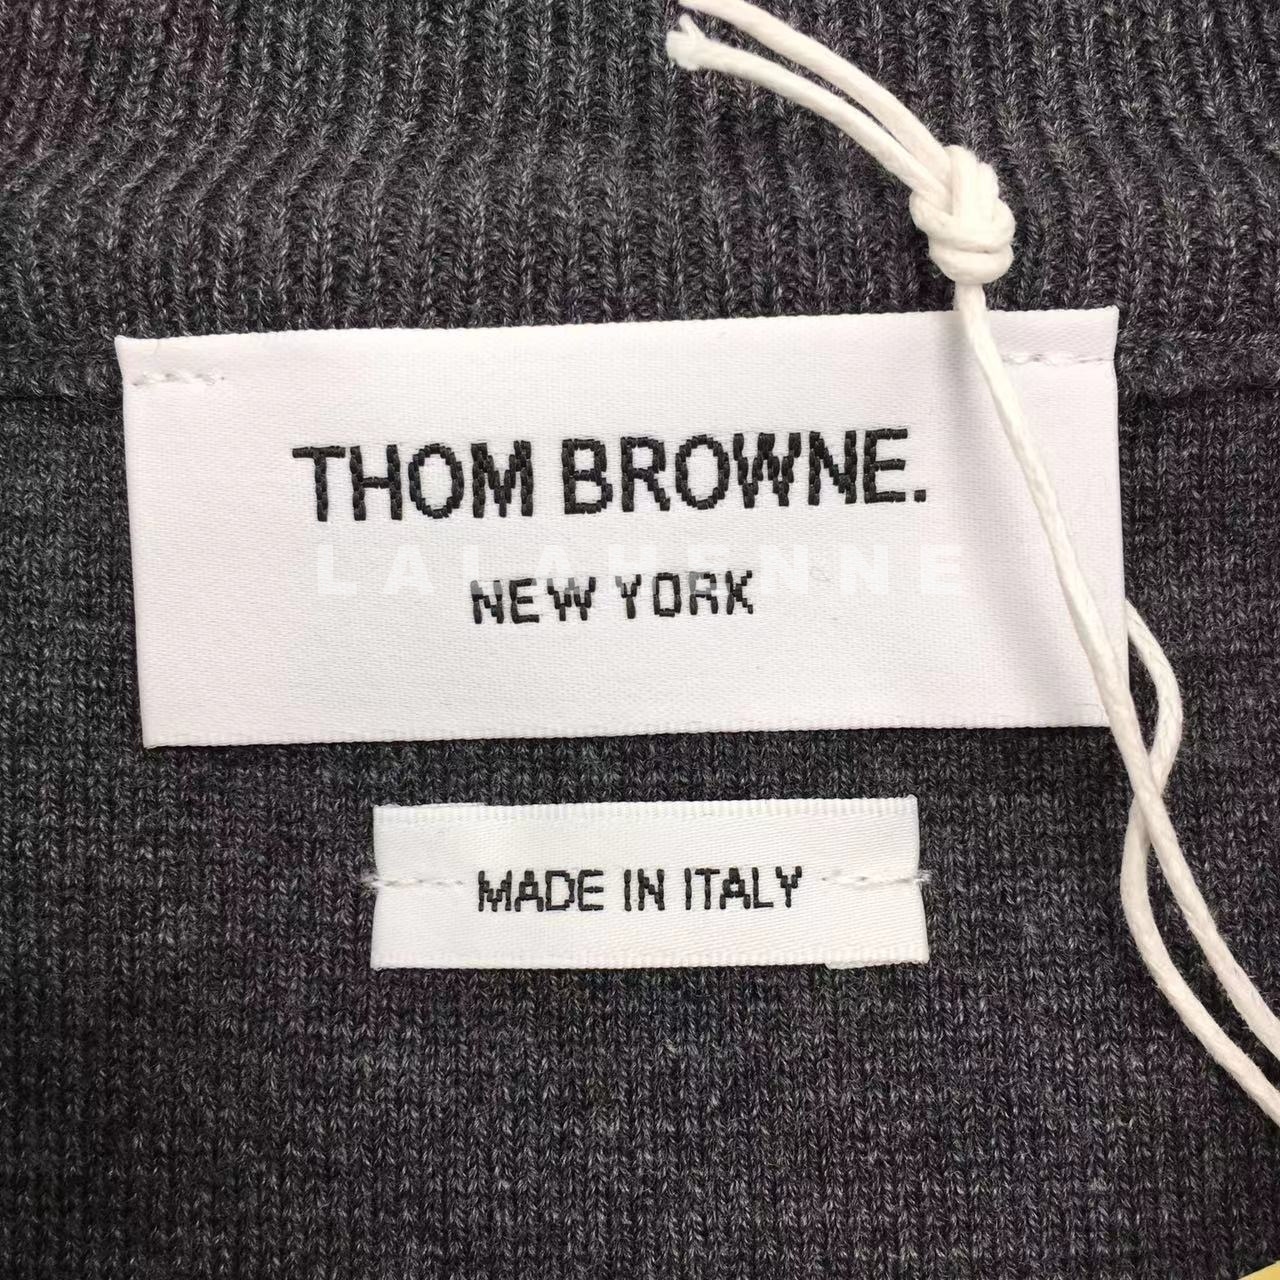 THOM BROWNE.
LALAHENNE
NEW YORK
MADE IN ITALY